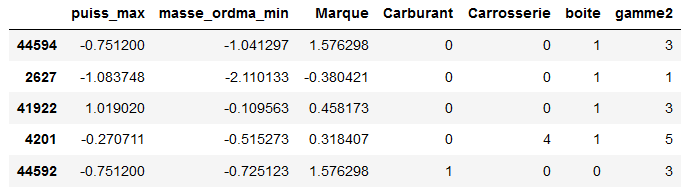 puiss_max masse_ordma_min Marque Carburant Carrosserie boite gamme2
44594 -0.751200 -1.041297 1.576298 0 0 1 3
2627 -1.083748 -2.110133 -0.380421 0 0 1 1
41922 1.019020 -0.109563 0.458173 0 0 1 3
4201 -0.270711 -0.515273 0.318407 0 4 1 5
44592 -0.751200 -0.725123 1.576298 1 0 0 3